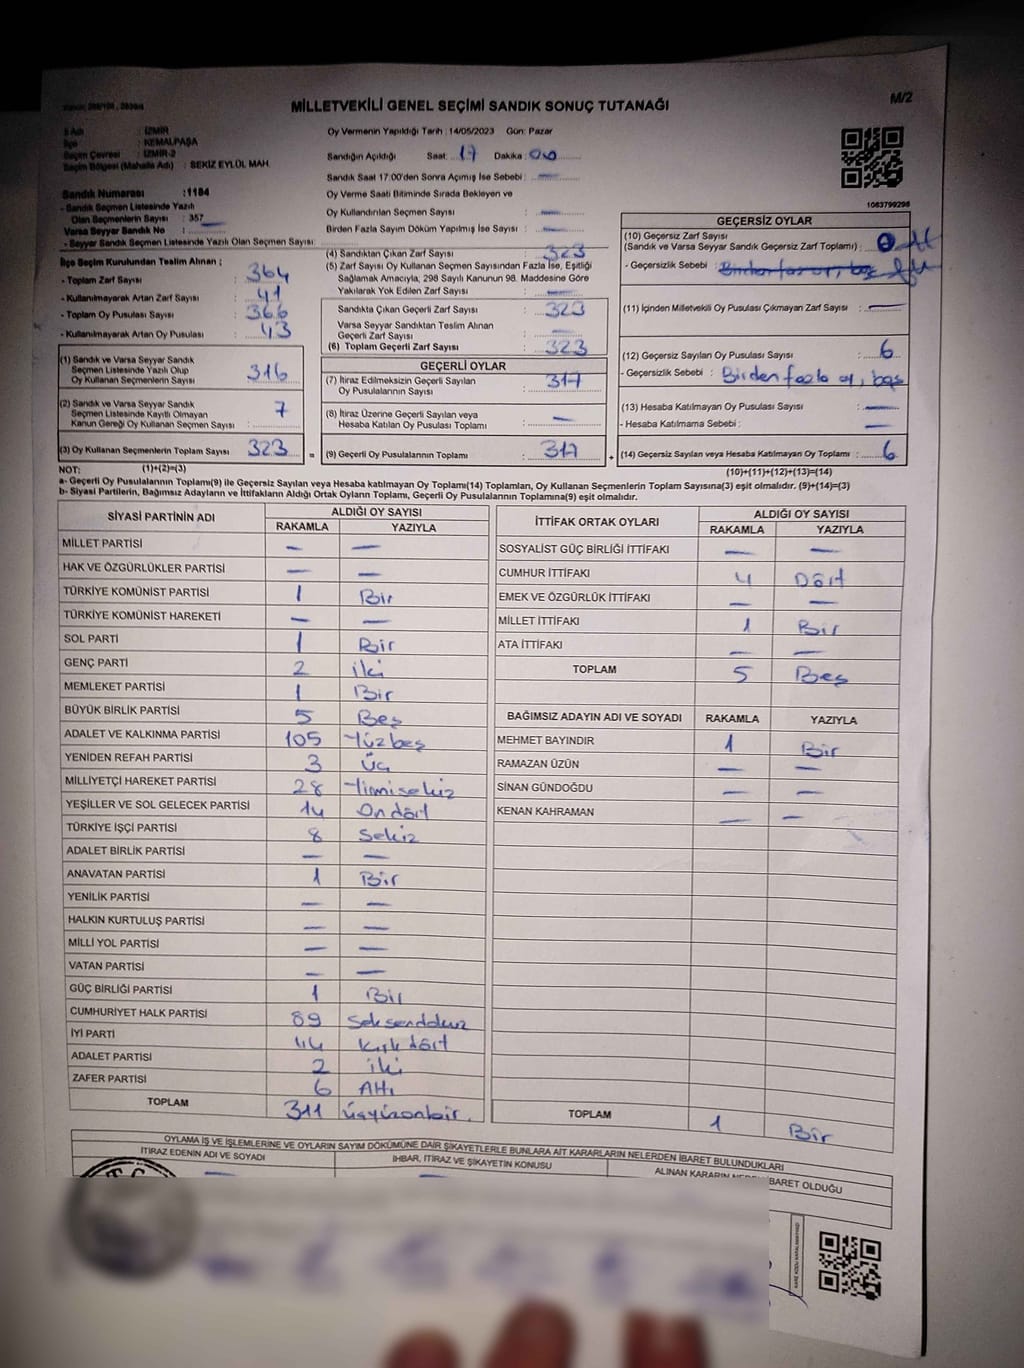 MİLLETVEKİLİ GENEL SEÇİMİ SANDIK SONUÇ TUTANAĞI
M/2
İl Adı : İZMİR
İlçe : KEMALPAŞA
Seçim Çevresi : İZMİR-2
Seçim Bölgesi (Mahalle Adı) : SEKİZ EYLÜL MAH.
Sandık Numarası : 1184
- Sandık Seçmen Listesinde Yazılı
Olan Seçmenlerin Sayısı : 357
Varsa Seyyar Sandık No :
- Seyyar Sandık Seçmen Listesinde Yazılı Olan Seçmen Sayısı:
İlçe Seçim Kurulundan Teslim Alınan ;
- Toplam Zarf Sayısı : 364
- Kullanılmayarak Artan Zarf Sayısı : 41
- Toplam Oy Pusulası Sayısı : 366
- Kullanılmayarak Artan Oy Pusulası : 43
(1) Sandık ve Varsa Seyyar Sandık
Seçmen Listesinde Yazılı Olup
Oy Kullanan Seçmenlerin Sayısı : 316
(2) Sandık ve Varsa Seyyar Sandık
Seçmen Listesinde Kayıtlı Olmayan
Kanun Gereği Oy Kullanan Seçmen Sayısı : 7
(3) Oy Kullanan Seçmenlerin Toplam Sayısı : 323 =
Oy Vermenin Yapıldığı Tarih : 14/05/2023 Gün: Pazar
Sandığın Açıldığı Saat: 17 Dakika : 00
Sandık Saat 17:00'den Sonra Açımış İse Sebebi : —
Oy Verme Saati Bitiminde Sırada Bekleyen ve
Oy Kullandırılan Seçmen Sayısı : —
Birden Fazla Sayım Döküm Yapılmış İse Sayısı : —
(4) Sandıktan Çıkan Zarf Sayısı : 323
(5) Zarf Sayısı Oy Kullanan Seçmen Sayısından Fazla İse, Eşitliği
Sağlamak Amacıyla, 298 Sayılı Kanunun 98. Maddesine Göre
Yakılarak Yok Edilen Zarf Sayısı : —
Sandıkta Çıkan Geçerli Zarf Sayısı : 323
Varsa Seyyar Sandıktan Teslim Alınan
Geçerli Zarf Sayısı : —
(6) Toplam Geçerli Zarf Sayısı : 323
GEÇERLİ OYLAR
(7) İtiraz Edilmeksizin Geçerli Sayılan
Oy Pusulalarının Sayısı : 317
(8) İtiraz Üzerine Geçerli Sayılan veya
Hesaba Katılan Oy Pusulası Toplamı : —
(9) Geçerli Oy Pusulalarının Toplamı : 317 +
1083799296
GEÇERSİZ OYLAR
(10) Geçersiz Zarf Sayısı
(Sandık ve Varsa Seyyar Sandık Geçersiz Zarf Toplamı) :
- Geçersizlik Sebebi :
(11) İçinden Milletvekili Oy Pusulası Çıkmayan Zarf Sayısı : —
(12) Geçersiz Sayılan Oy Pusulası Sayısı : 6
- Geçersizlik Sebebi : Birden fazla oy, boş
(13) Hesaba Katılmayan Oy Pusulası Sayısı : —
- Hesaba Katılmama Sebebi : —
(14) Geçersiz Sayılan veya Hesaba Katılmayan Oy Toplamı : 6
NOT: (1)+(2)=(3) (10)+(11)+(12)+(13)=(14)
a- Geçerli Oy Pusulalarının Toplamı(9) ile Geçersiz Sayılan veya Hesaba katılmayan Oy Toplamı(14) Toplamları, Oy Kullanan Seçmenlerin Toplam Sayısına(3) eşit olmalıdır. (9)+(14)=(3)
b- Siyasi Partilerin, Bağımsız Adayların ve İttifakların Aldığı Ortak Oyların Toplamı, Geçerli Oy Pusulalarının Toplamına(9) eşit olmalıdır.
SİYASİ PARTİNİN ADI ALDIĞI OY SAYISI
RAKAMLA YAZIYLA
MİLLET PARTİSİ — —
HAK VE ÖZGÜRLÜKLER PARTİSİ — —
TÜRKİYE KOMÜNİST PARTİSİ 1 Bir
TÜRKİYE KOMÜNİST HAREKETİ — —
SOL PARTİ 1 Bir
GENÇ PARTİ 2 iki
MEMLEKET PARTİSİ 1 Bir
BÜYÜK BİRLİK PARTİSİ 5 Beş
ADALET VE KALKINMA PARTİSİ 105 Yüzbeş
YENİDEN REFAH PARTİSİ 3 Üç
MİLLİYETÇİ HAREKET PARTİSİ 28 Yirmisekiz
YEŞİLLER VE SOL GELECEK PARTİSİ 14 Ondört
TÜRKİYE İŞÇİ PARTİSİ 8 Sekiz
ADALET BİRLİK PARTİSİ — —
ANAVATAN PARTİSİ 1 Bir
YENİLİK PARTİSİ — —
HALKIN KURTULUŞ PARTİSİ — —
MİLLİ YOL PARTİSİ — —
VATAN PARTİSİ — —
GÜÇ BİRLİĞİ PARTİSİ 1 Bir
CUMHURİYET HALK PARTİSİ 89 Seksendokuz
İYİ PARTİ 44 Kırkdört
ADALET PARTİSİ 2 iki
ZAFER PARTİSİ 6 Altı
TOPLAM 311 üçyüzonbir.
İTTİFAK ORTAK OYLARI ALDIĞI OY SAYISI
RAKAMLA YAZIYLA
SOSYALİST GÜÇ BİRLİĞİ İTTİFAKI — —
CUMHUR İTTİFAKI 4 Dört
EMEK VE ÖZGÜRLÜK İTTİFAKI — —
MİLLET İTTİFAKI 1 Bir
ATA İTTİFAKI — —
TOPLAM 5 Beş
BAĞIMSIZ ADAYIN ADI VE SOYADI RAKAMLA YAZIYLA
MEHMET BAYINDIR 1 Bir
RAMAZAN ÜZÜN — —
SİNAN GÜNDOĞDU — —
KENAN KAHRAMAN — —
TOPLAM 1 Bir
OYLAMA İŞ VE İŞLEMLERİNE VE OYLARIN SAYIM DÖKÜMÜNE DAİR ŞİKAYETLERLE BUNLARA AİT KARARLARIN NELERDEN İBARET BULUNDUKLARI
İTİRAZ EDENİN ADI VE SOYADI İHBAR, İTİRAZ VE ŞİKAYETİN KONUSU ALINAN KARARIN NEDEN İBARET OLDUĞU
— —
T.C.